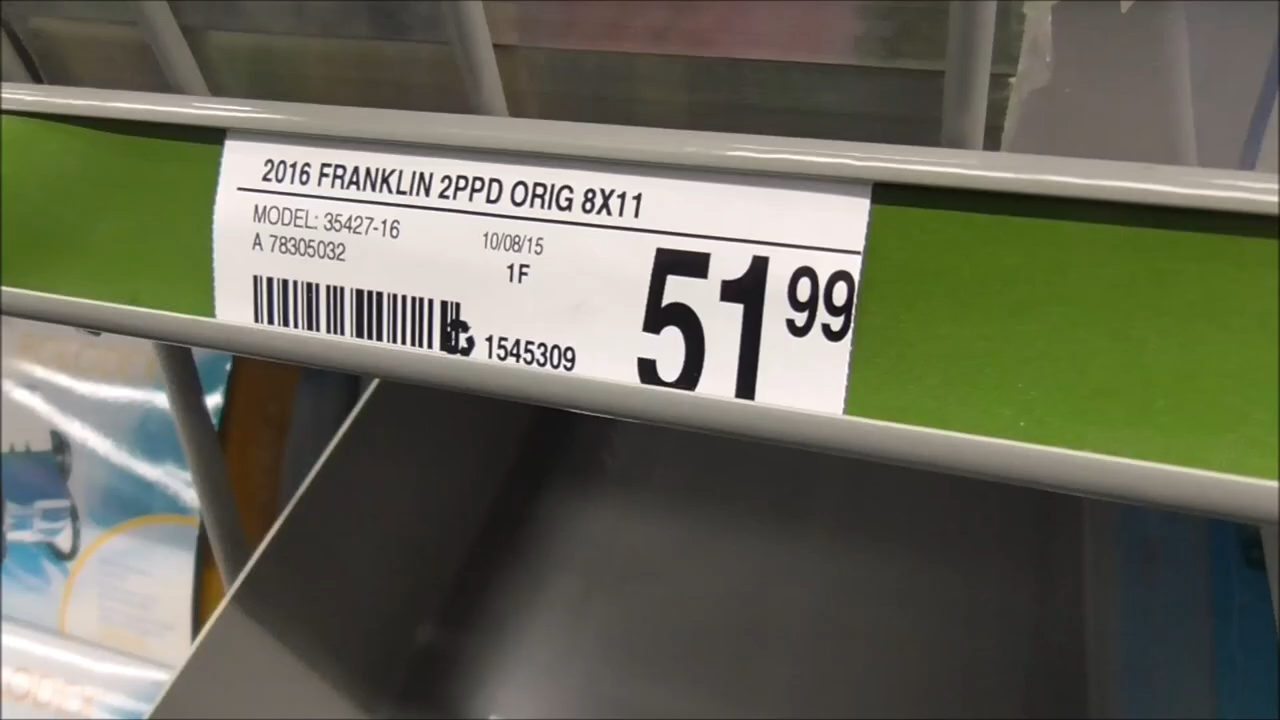 2016 FRANKLIN 2PPD ORIG 8X11
MODEL: 35427-16
A 78305032
10/08/15
1F
1545309
51 99